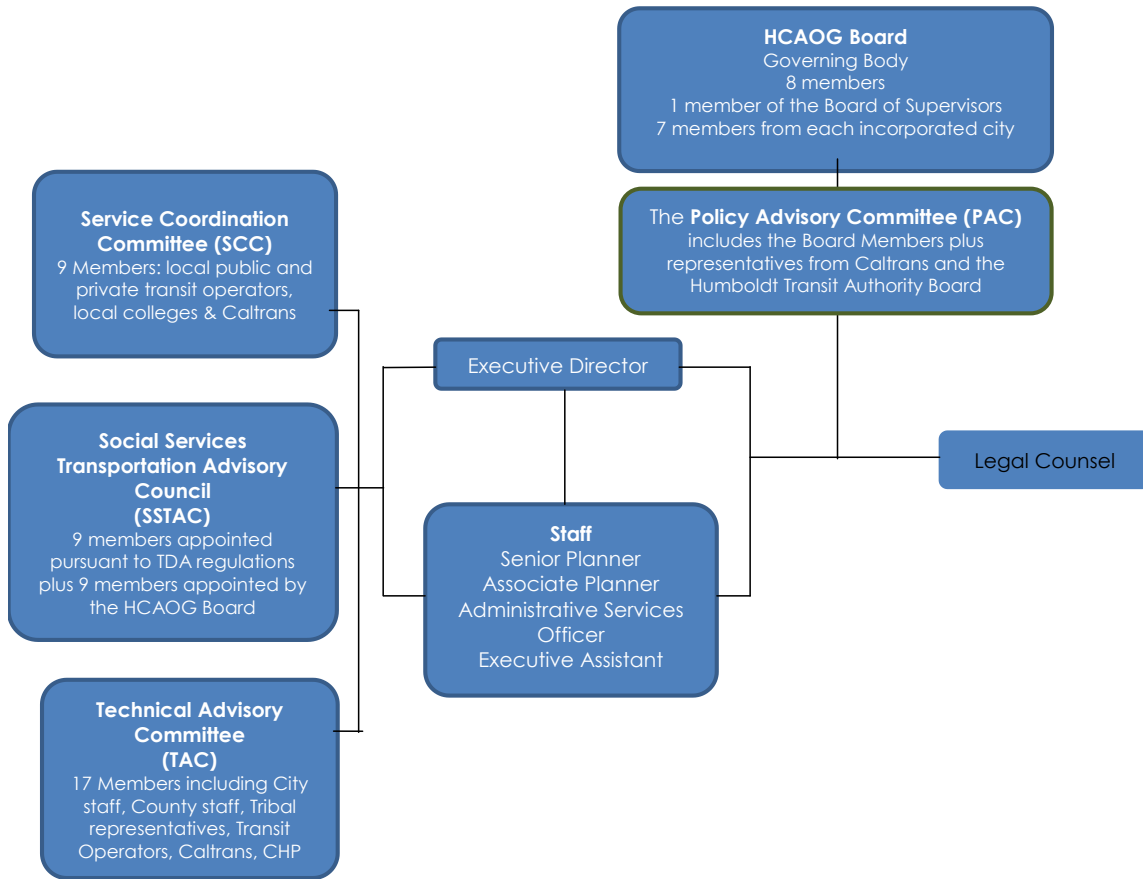 HCAOG Board
Governing Body
8 members
1 member of the Board of Supervisors
7 members from each incorporated city
The Policy Advisory Committee (PAC)
includes the Board Members plus
representatives from Caltrans and the
Humboldt Transit Authority Board
Service Coordination
Committee (SCC)
9 Members: local public and
private transit operators,
local colleges & Caltrans
Executive Director
Social Services
Transportation Advisory
Council
(SSTAC)
9 members appointed
pursuant to TDA regulations
plus 9 members appointed by
the HCAOG Board
Legal Counsel
Staff
Senior Planner
Associate Planner
Administrative Services
Officer
Executive Assistant
Technical Advisory
Committee
(TAC)
17 Members including City
staff, County staff, Tribal
representatives, Transit
Operators, Caltrans, CHP